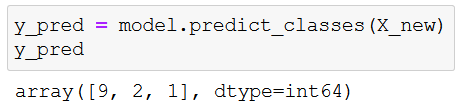 y_pred = model.predict_classes(X_new)
y_pred
array([9, 2, 1], dtype=int64)